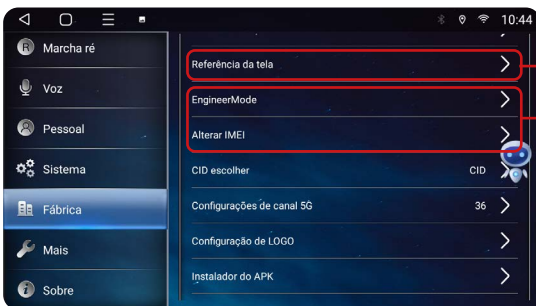 10:44
R Marcha ré
Referência da tela
Voz
EngineerMode
Pessoal
Alterar IMEI
Sistema
CID escolher CID
Fábrica
Configurações de canal 5G 36
Mais
Configuração de LOGO
Sobre
Instalador do APK